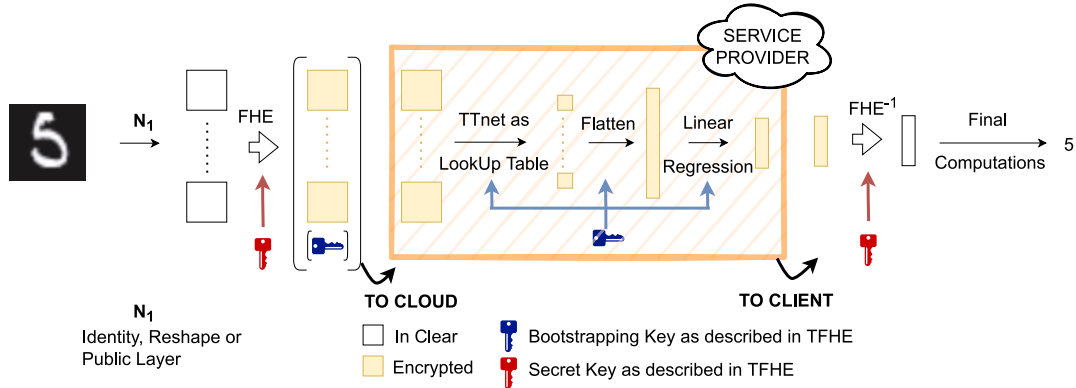 SERVICE
PROVIDER
N₁
FHE
TTnet as
LookUp Table
Flatten
Linear
Regression
FHE⁻¹
Final
Computations
5
5
TO CLOUD
TO CLIENT
N₁
Identity, Reshape or
Public Layer
In Clear
Encrypted
Bootstrapping Key as described in TFHE
Secret Key as described in TFHE